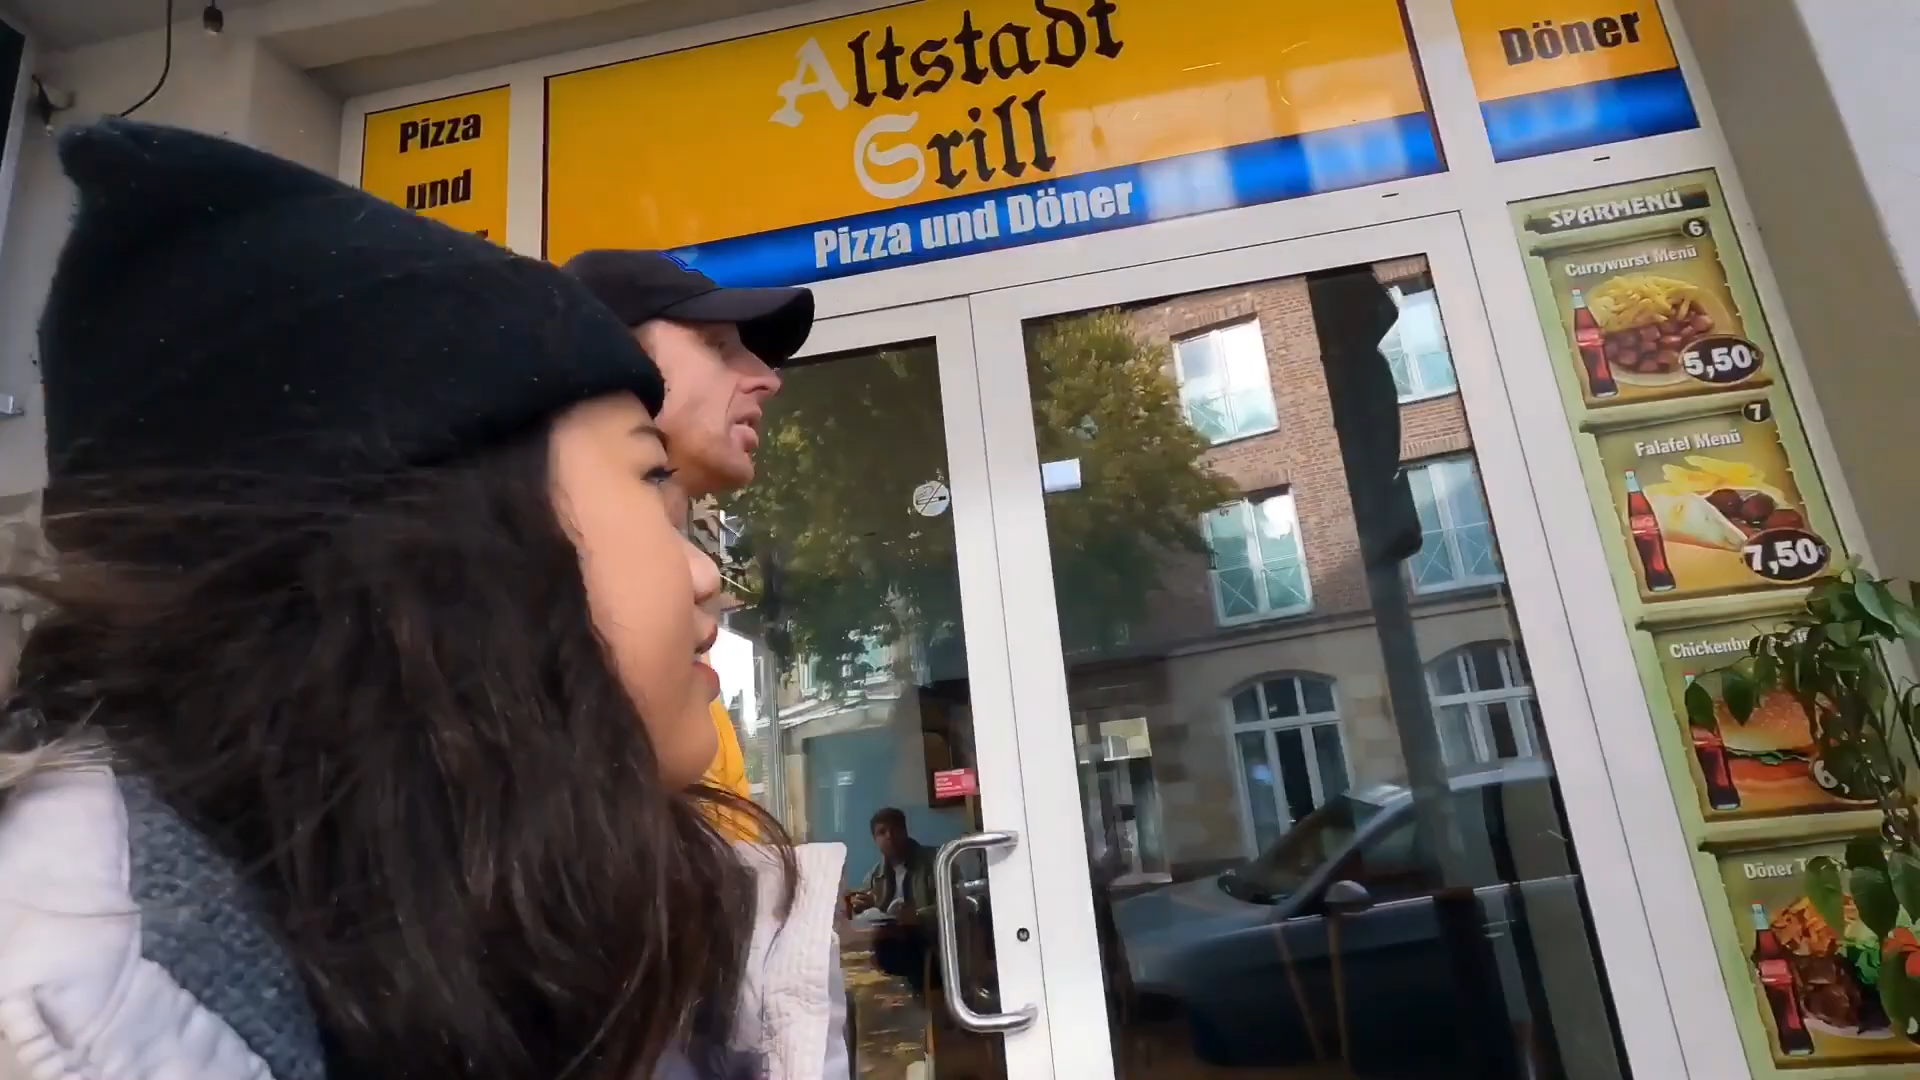 Pizza
und
Altstadt
Grill
Pizza und Döner
Döner
SPARMENÜ
6
Currywurst Menü
5,50€
7
Falafel Menü
7,50€
Döner